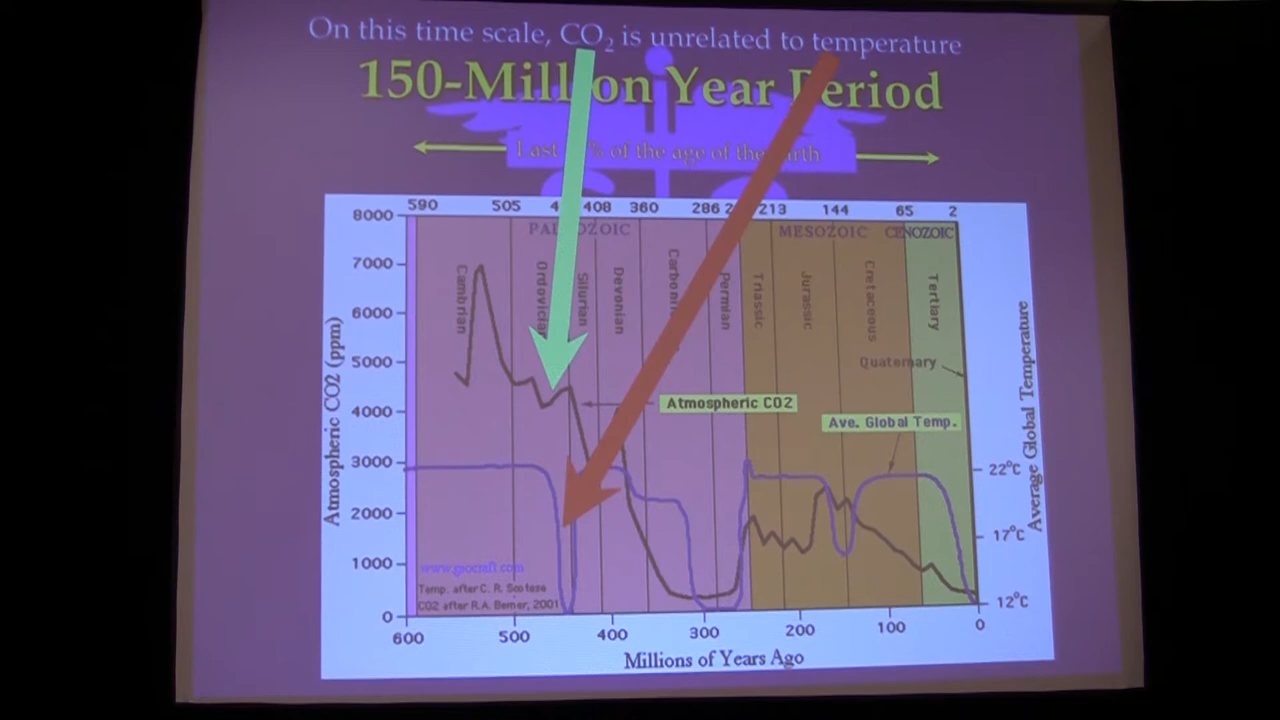 On this time scale, CO2 is unrelated to temperature
150-Million Year Period
Last % of the age of the
590 505 4 408 360 286 2 213 144 65 2
8000
7000
6000
5000
4000
3000
2000
1000
0
Atmospheric CO2 (ppm)
PALEOZOIC MESOZOIC CENOZOIC
Cambrian
Ordovician
Silurian
Devonian
Permian
Triassic
Jurassic
Cretaceous
Tertiary
Quaternary
Atmospheric CO2
Ave. Global Temp.
22°C
17°C
12°C
Average Global Temperature
www.geocraft.com
Temp. after C. R. Scotese
CO2 after R.A. Berner, 2001
600 500 400 300 200 100 0
Millions of Years Ago